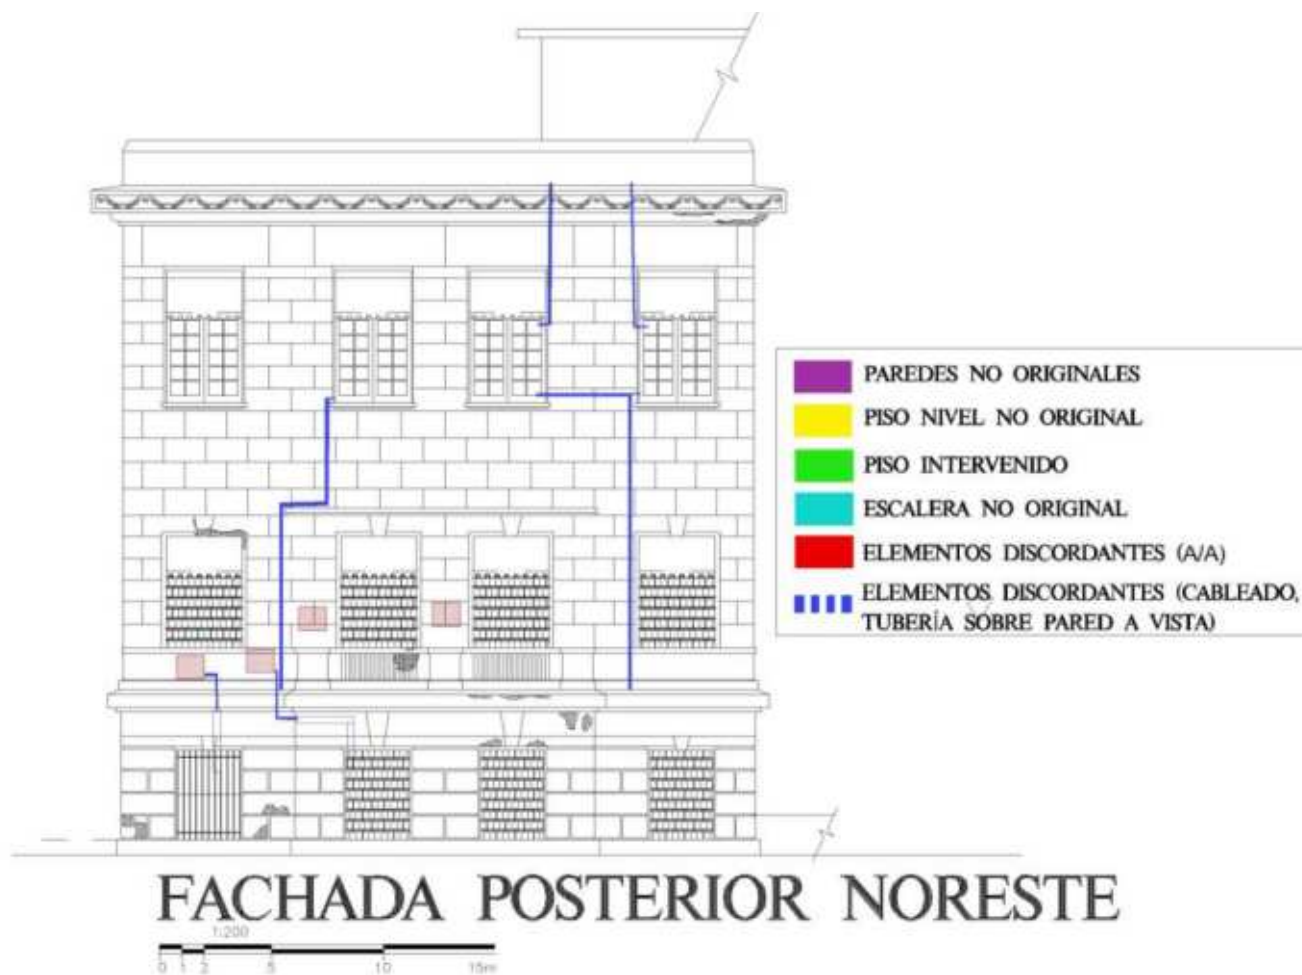 PAREDES NO ORIGINALES
PISO NIVEL NO ORIGINAL
PISO INTERVENIDO
ESCALERA NO ORIGINAL
ELEMENTOS DISCORDANTES (A/A)
ELEMENTOS DISCORDANTES (CABLEADO,
TUBERÍA SOBRE PARED A VISTA)
FACHADA POSTERIOR NORESTE
1:200
0 1 2 5 10 15m